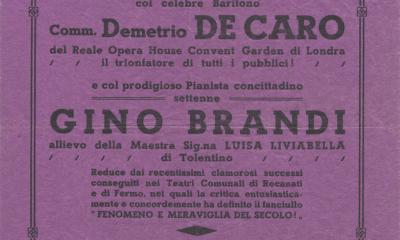 col celebre Baritono
Comm. Demetrio DE CARO
del Reale Opera House Convent Garden di Londra
il trionfatore di tutti i pubblici!
e col prodigioso Pianista concittadino
settenne
GINO BRANDI
allievo della Maestra Sig.na LUISA LIVIABELLA
di Tolentino
Reduce dai recentissimi clamorosi successi
conseguiti nei Teatri Comunali di Recanati
e di Fermo, nei quali la critica entusiastica-
mente e concordemente ha definito il fanciullo
"FENOMENO E MERAVIGLIA DEL SECOLO!„